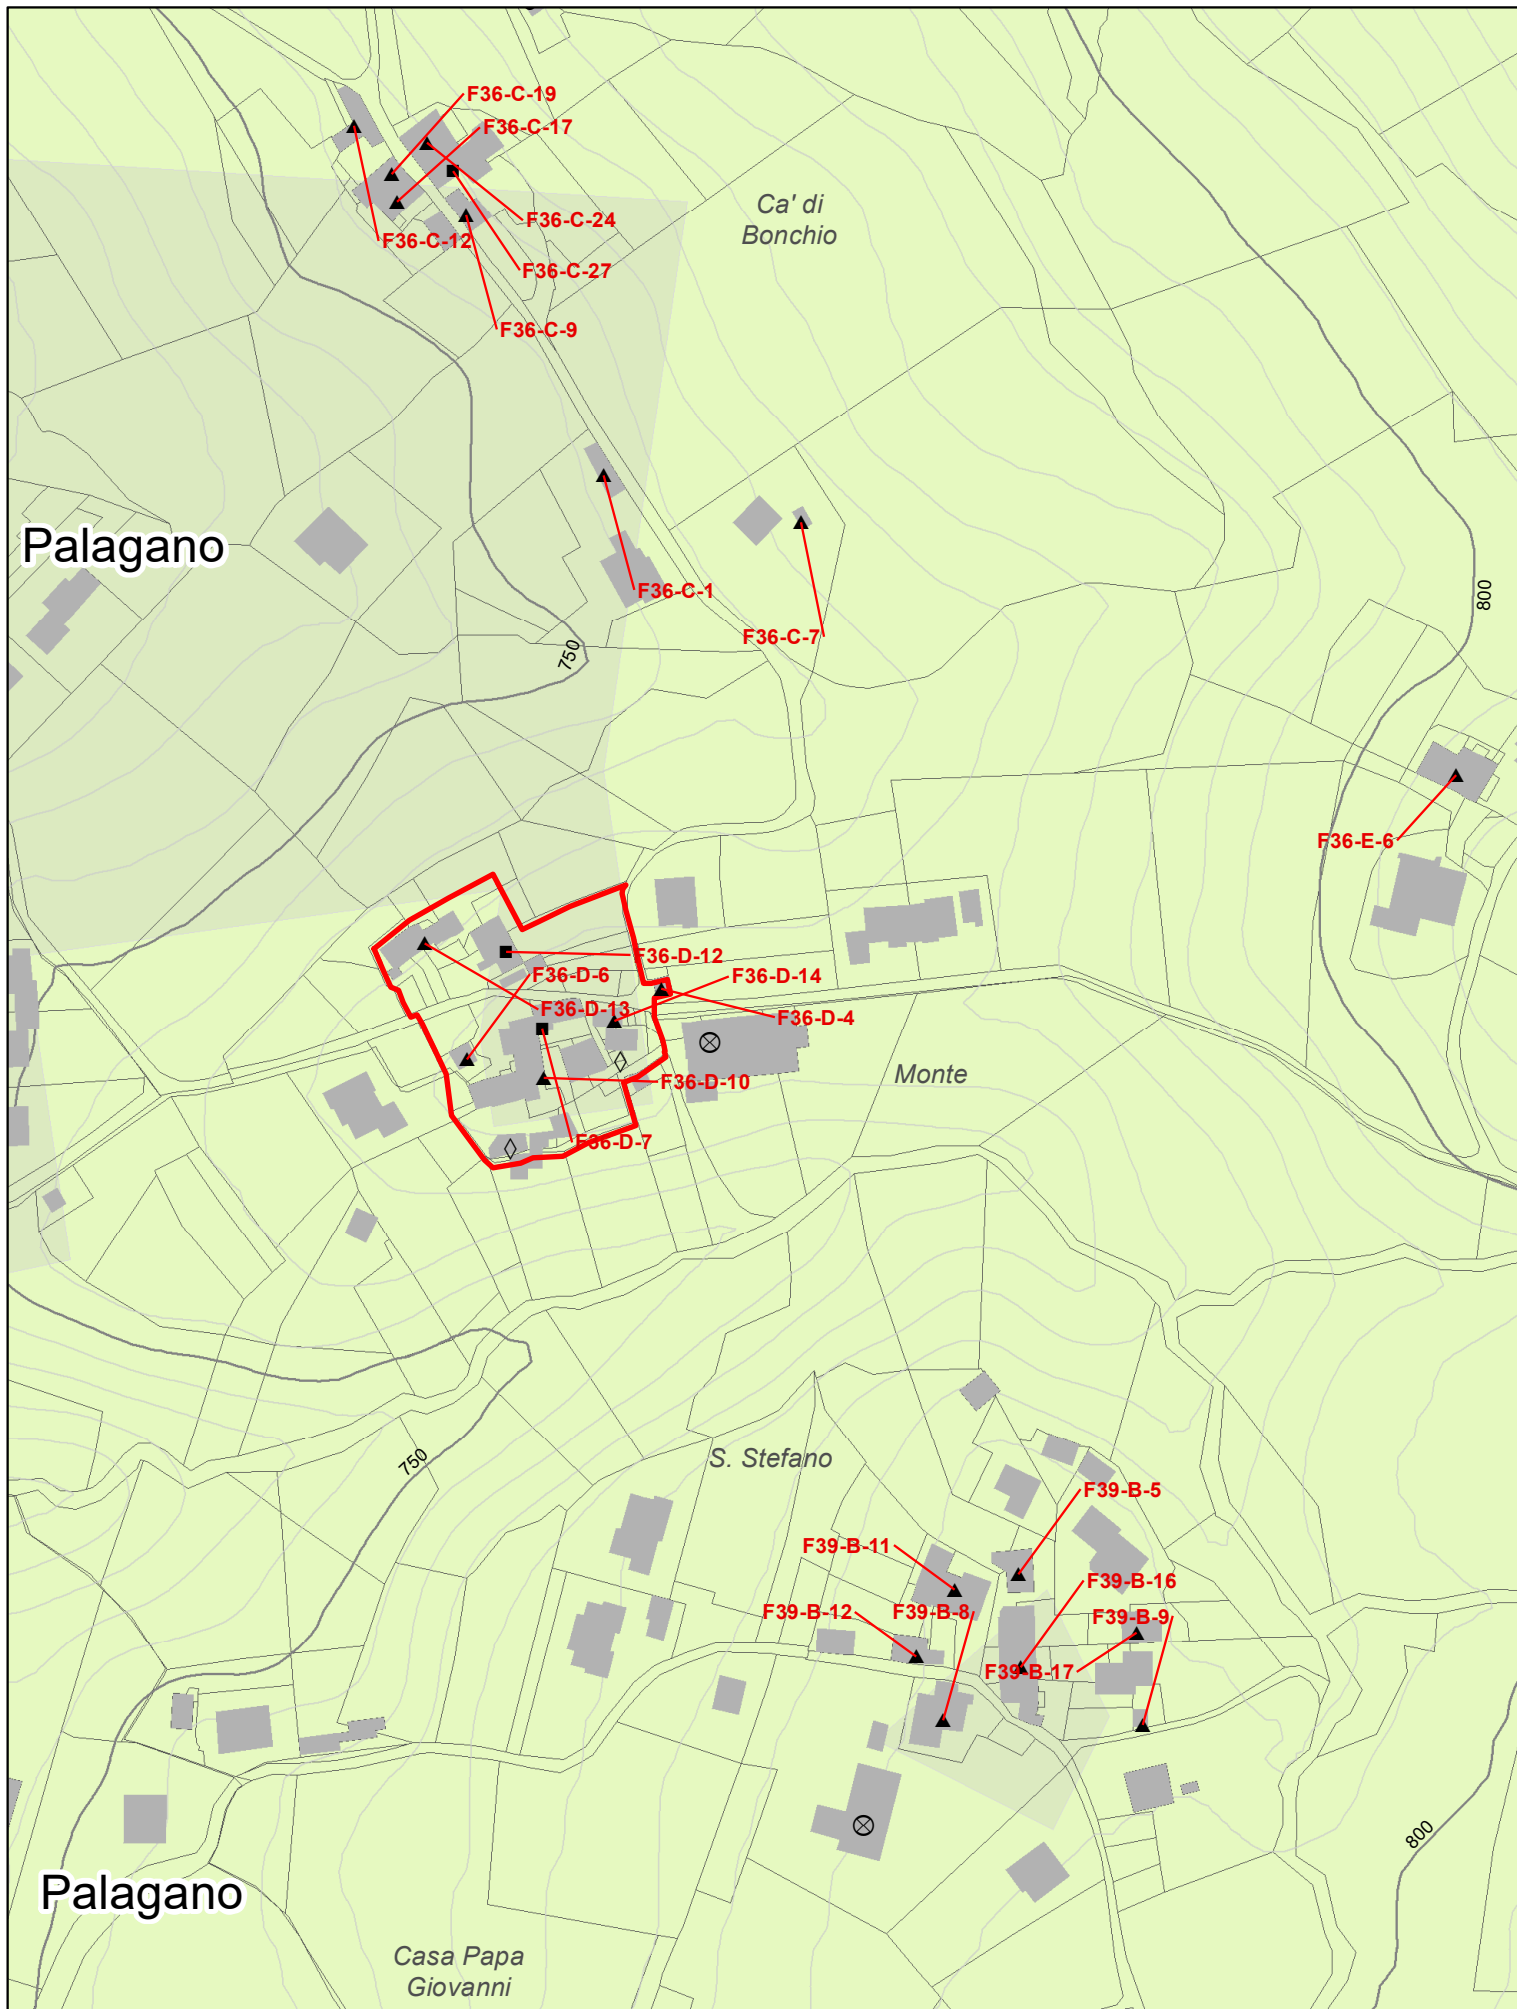 F36-C-19
F36-C-17
Ca' di
Bonchio
F36-C-24
F36-C-12
F36-C-27
F36-C-9
Palagano
F36-C-1
800
F36-C-7
750
F36-E-6
F36-D-12
F36-D-6
F36-D-14
F36-D-13
F36-D-4
Monte
F36-D-10
F36-D-7
750
S. Stefano
F39-B-5
F39-B-11
F39-B-16
F39-B-12
F39-B-8
F39-B-9
F39-B-17
800
Palagano
Casa Papa
Giovanni